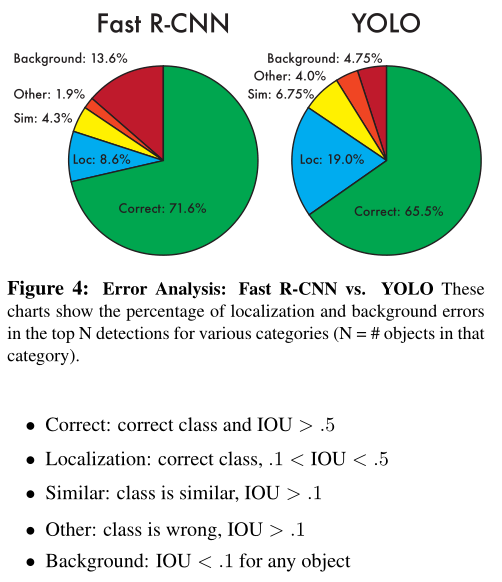 Fast R-CNN
YOLO
Background: 13.6%
Other: 1.9%
Sim: 4.3%
Loc: 8.6%
Correct: 71.6%
Background: 4.75%
Other: 4.0%
Sim: 6.75%
Loc: 19.0%
Correct: 65.5%
Figure 4: Error Analysis: Fast R-CNN vs. YOLO These
charts show the percentage of localization and background errors
in the top N detections for various categories (N = # objects in that
category).
• Correct: correct class and IOU > .5
• Localization: correct class, .1 < IOU < .5
• Similar: class is similar, IOU > .1
• Other: class is wrong, IOU > .1
• Background: IOU < .1 for any object